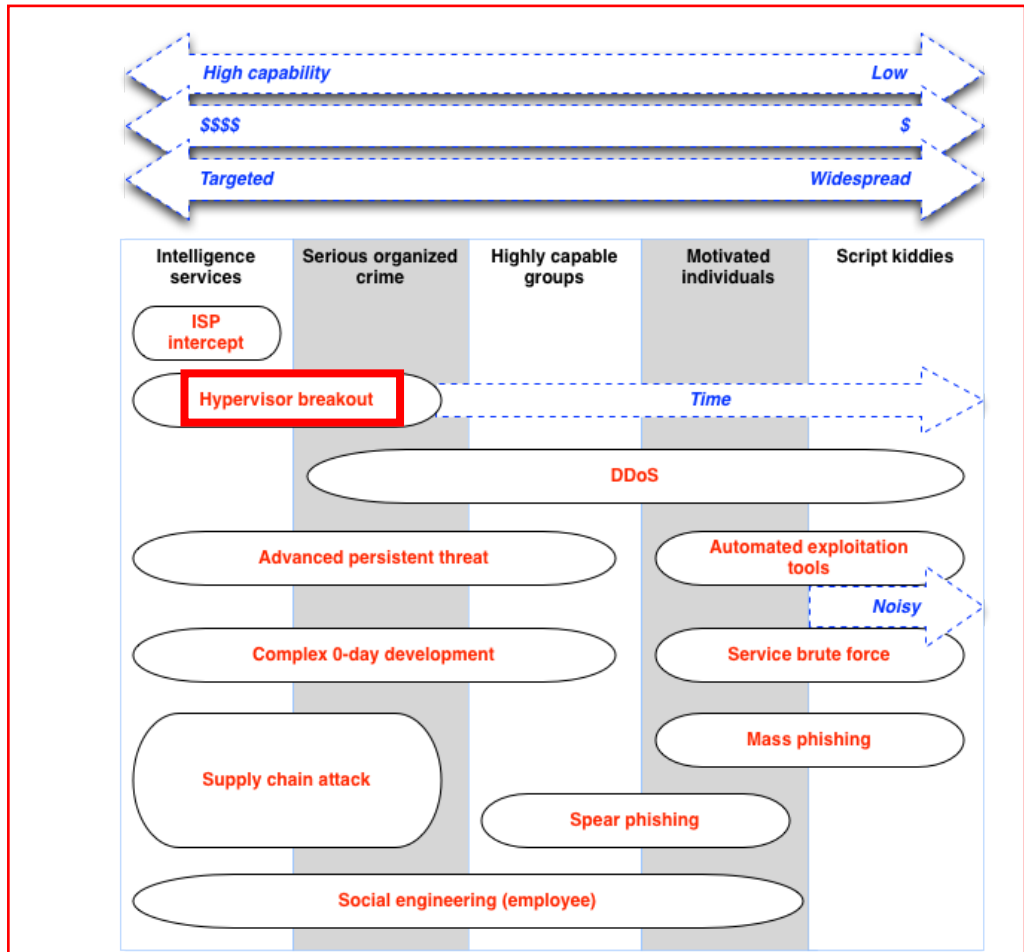 High capability Low
$$$$ $
Targeted Widespread
Intelligence services
Serious organized crime
Highly capable groups
Motivated individuals
Script kiddies
ISP
intercept
Hypervisor breakout
Time
DDoS
Advanced persistent threat
Automated exploitation
tools
Noisy
Complex 0-day development
Service brute force
Mass phishing
Supply chain attack
Spear phishing
Social engineering (employee)